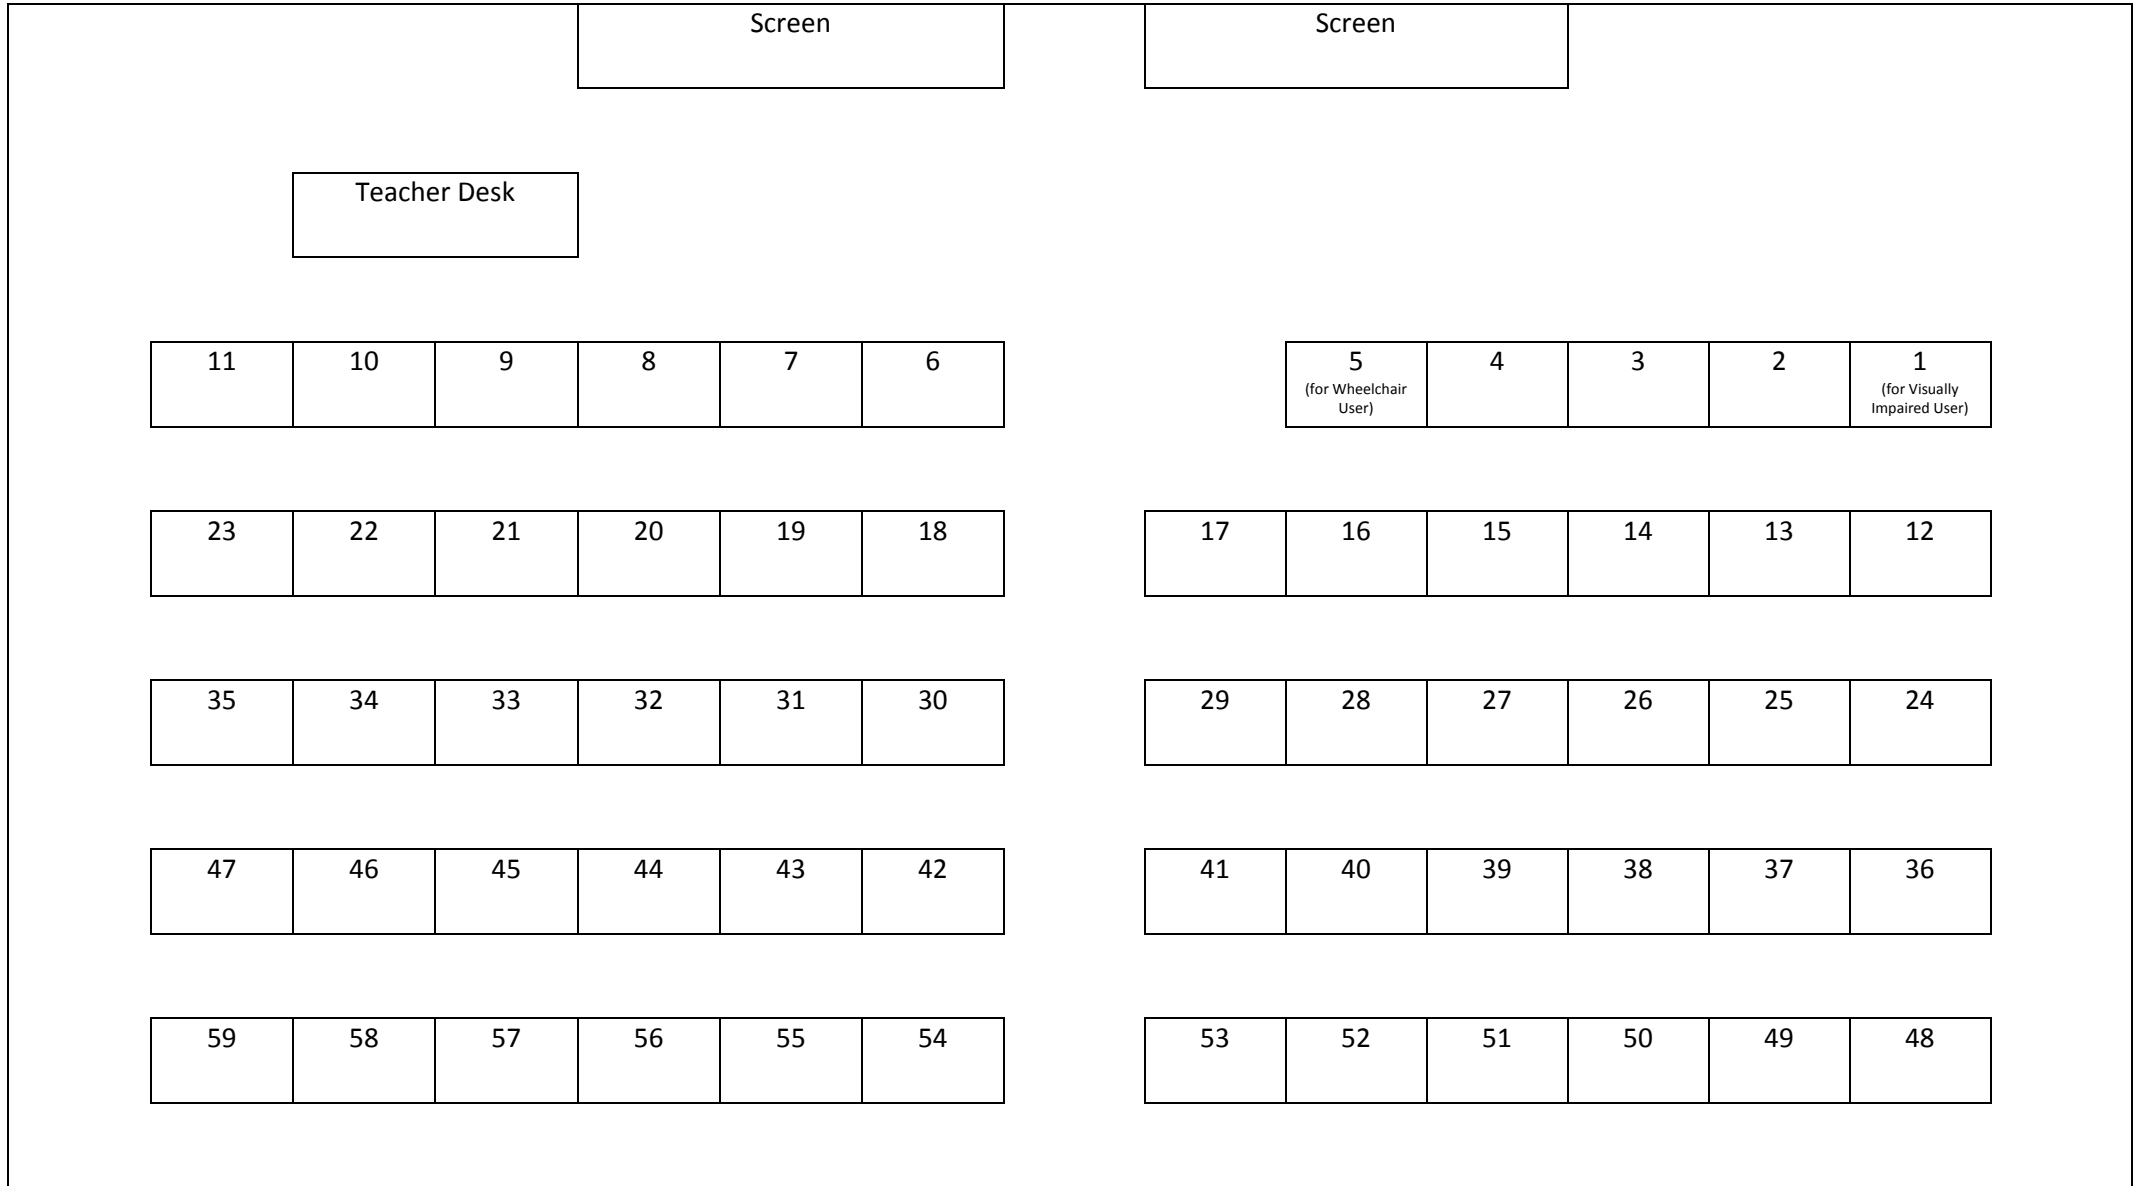 Screen Screen
Teacher Desk
11 10 9 8 7 6 5 4 3 2 1
(for Wheelchair (for Visually
User) Impaired User)
23 22 21 20 19 18 17 16 15 14 13 12
35 34 33 32 31 30 29 28 27 26 25 24
47 46 45 44 43 42 41 40 39 38 37 36
59 58 57 56 55 54 53 52 51 50 49 48